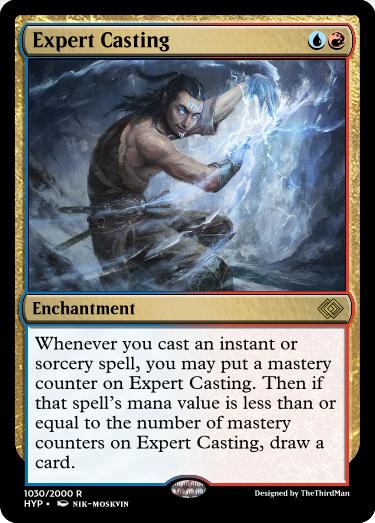 Expert Casting
Enchantment
Whenever you cast an instant or
sorcery spell, you may put a mastery
counter on Expert Casting. Then if
that spell's mana value is less than or
equal to the number of mastery
counters on Expert Casting, draw a
card.
1030/2000 R
HYP • NIK-MOSKVIN
Designed by TheThirdMan